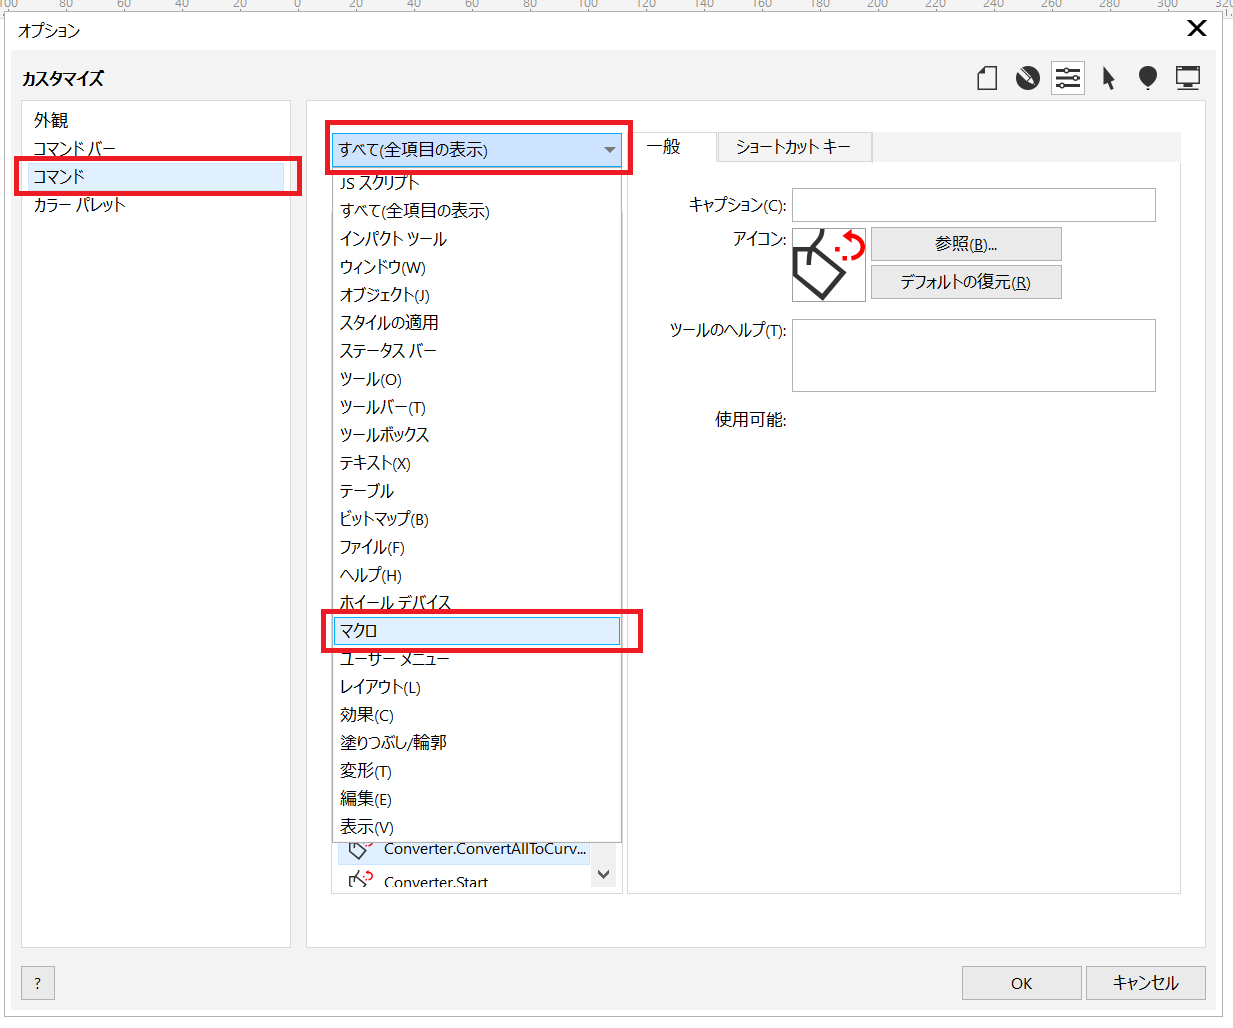 100 80 60 40 20 0 20 40 60 80 100 120 140 160 180 200 220 240 260 280 300 320
オプション
カスタマイズ
外観
コマンド バー
コマンド
カラー パレット
すべて(全項目の表示)
JS スクリプト
すべて(全項目の表示)
インパクト ツール
ウィンドウ(W)
オブジェクト(J)
スタイルの適用
ステータス バー
ツール(O)
ツールバー(T)
ツールボックス
テキスト(X)
テーブル
ビットマップ(B)
ファイル(F)
ヘルプ(H)
ホイール デバイス
マクロ
ユーザー メニュー
レイアウト(L)
効果(C)
塗りつぶし/輪郭
変形(T)
編集(E)
表示(V)
Converter.ConvertAllToCurv...
Converter.Start
一般
ショートカット キー
キャプション(C):
アイコン:
参照(B)...
デフォルトの復元(R)
ツールのヘルプ(T):
使用可能:
?
OK
キャンセル